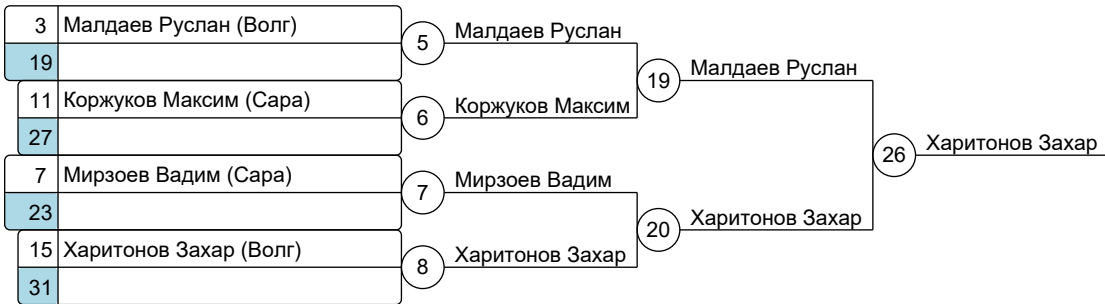 3 Малдаев Руслан (Волг)
19
11 Коржуков Максим (Сара)
27
7 Мирзоев Вадим (Сара)
23
15 Харитонов Захар (Волг)
31
5 Малдаев Руслан
6 Коржуков Максим
7 Мирзоев Вадим
8 Харитонов Захар
19 Малдаев Руслан
20 Харитонов Захар
26 Харитонов Захар